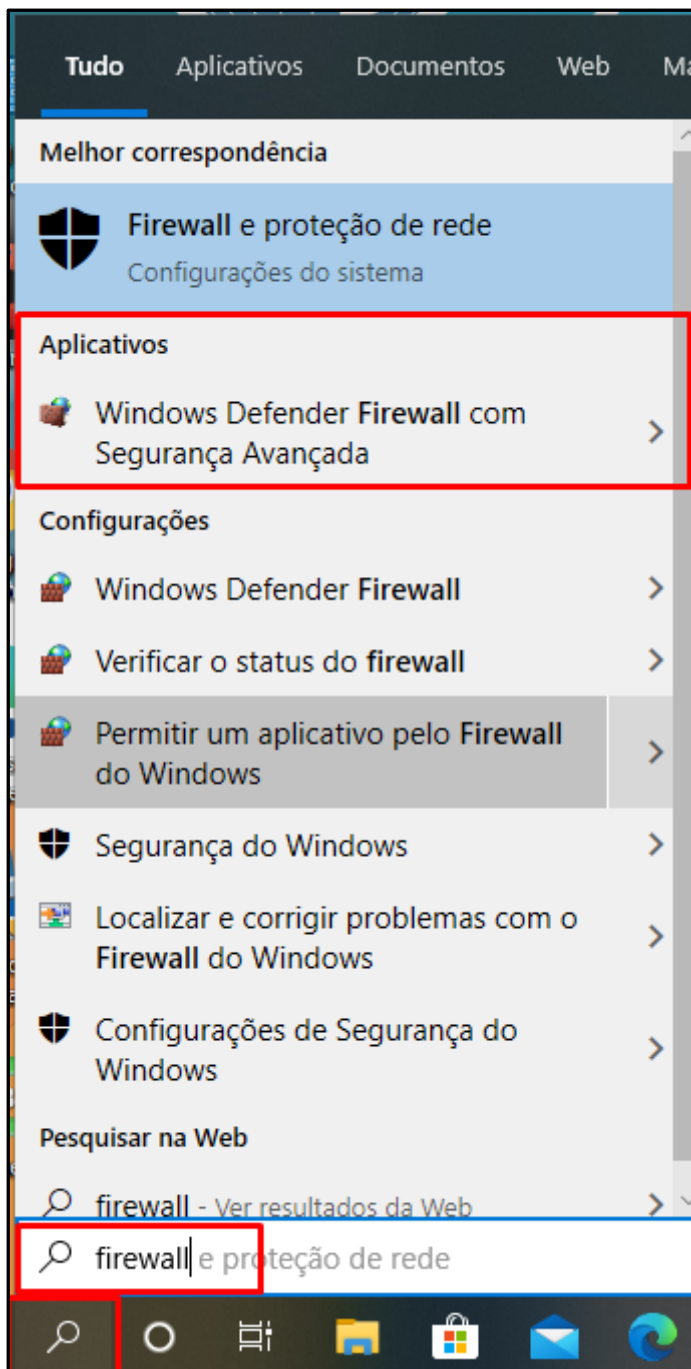 Tudo Aplicativos Documentos Web Ma
Melhor correspondência
Firewall e proteção de rede
Configurações do sistema
Aplicativos
Windows Defender Firewall com
Segurança Avançada
Configurações
Windows Defender Firewall
Verificar o status do firewall
Permitir um aplicativo pelo Firewall
do Windows
Segurança do Windows
Localizar e corrigir problemas com o
Firewall do Windows
Configurações de Segurança do
Windows
Pesquisar na Web
firewall - Ver resultados da Web
firewall e proteção de rede